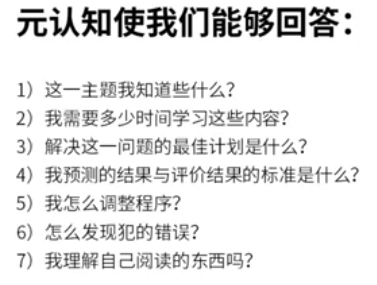 元认知使我们能够回答：
1）这一主题我知道些什么？
2）我需要多少时间学习这些内容？
3）解决这一问题的最佳计划是什么？
4）我预测的结果与评价结果的标准是什么？
5）我怎么调整程序？
6）怎么发现犯的错误？
7）我理解自己阅读的东西吗？